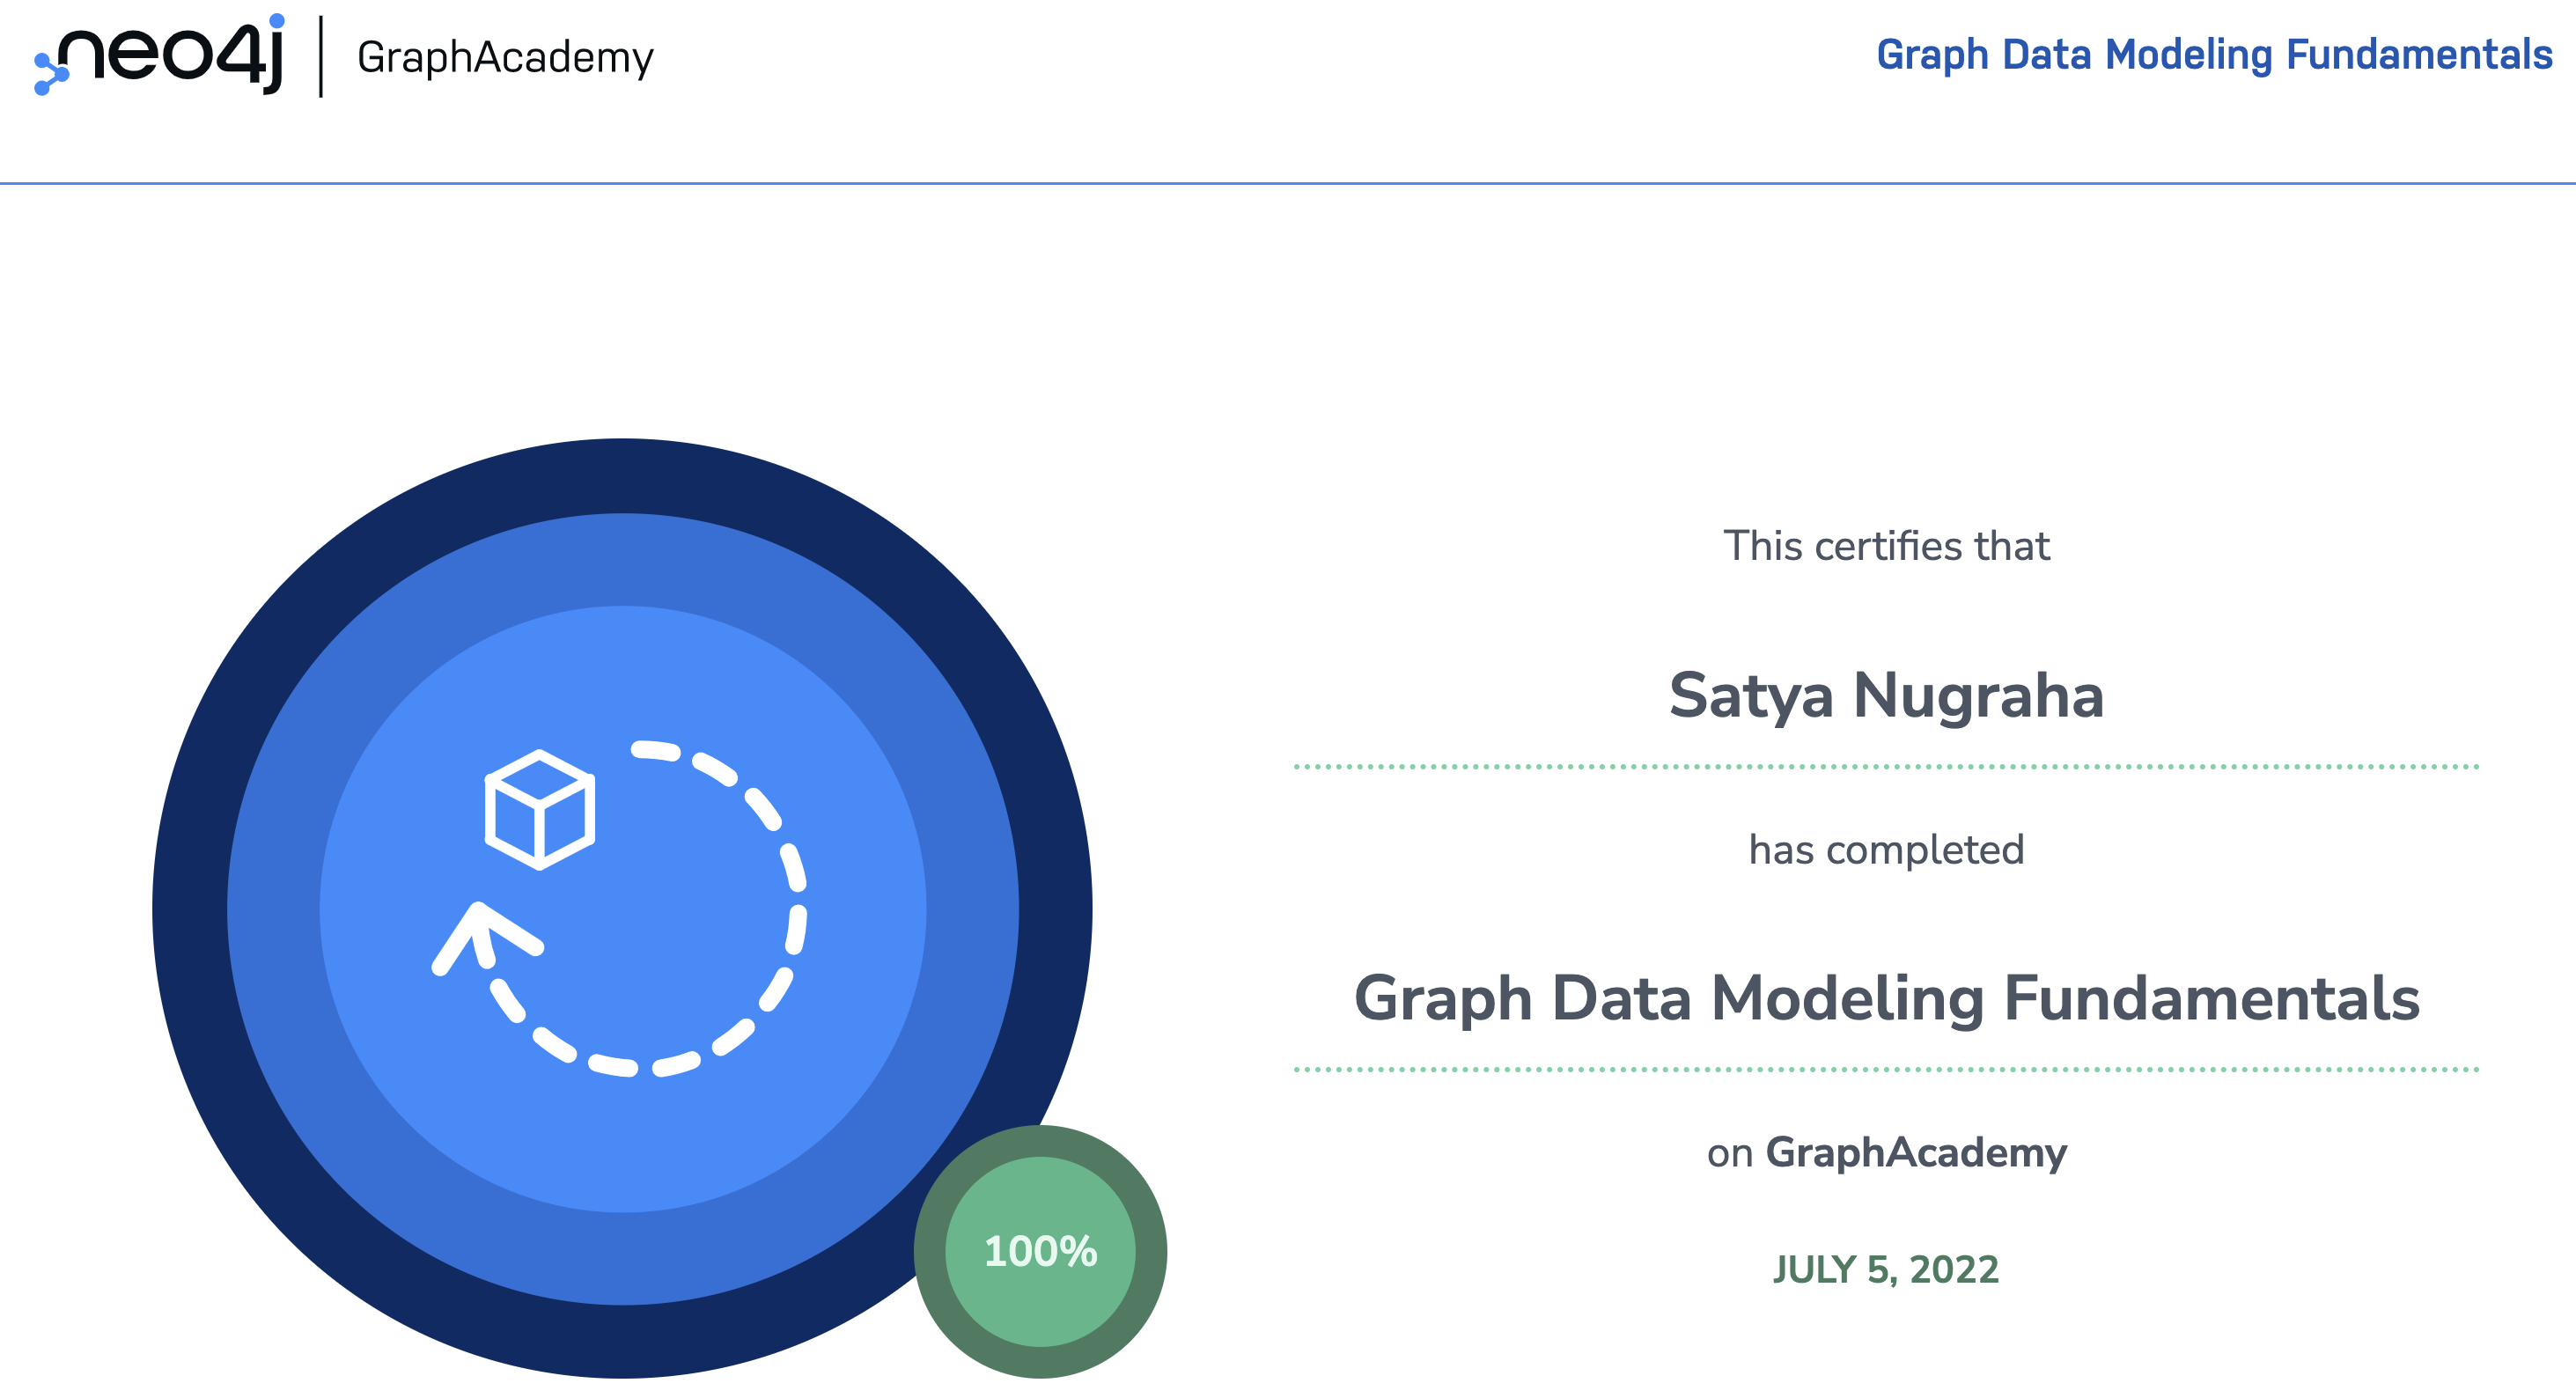 neo4j | GraphAcademy
Graph Data Modeling Fundamentals
This certifies that
Satya Nugraha
has completed
Graph Data Modeling Fundamentals
on GraphAcademy
JULY 5, 2022
100%